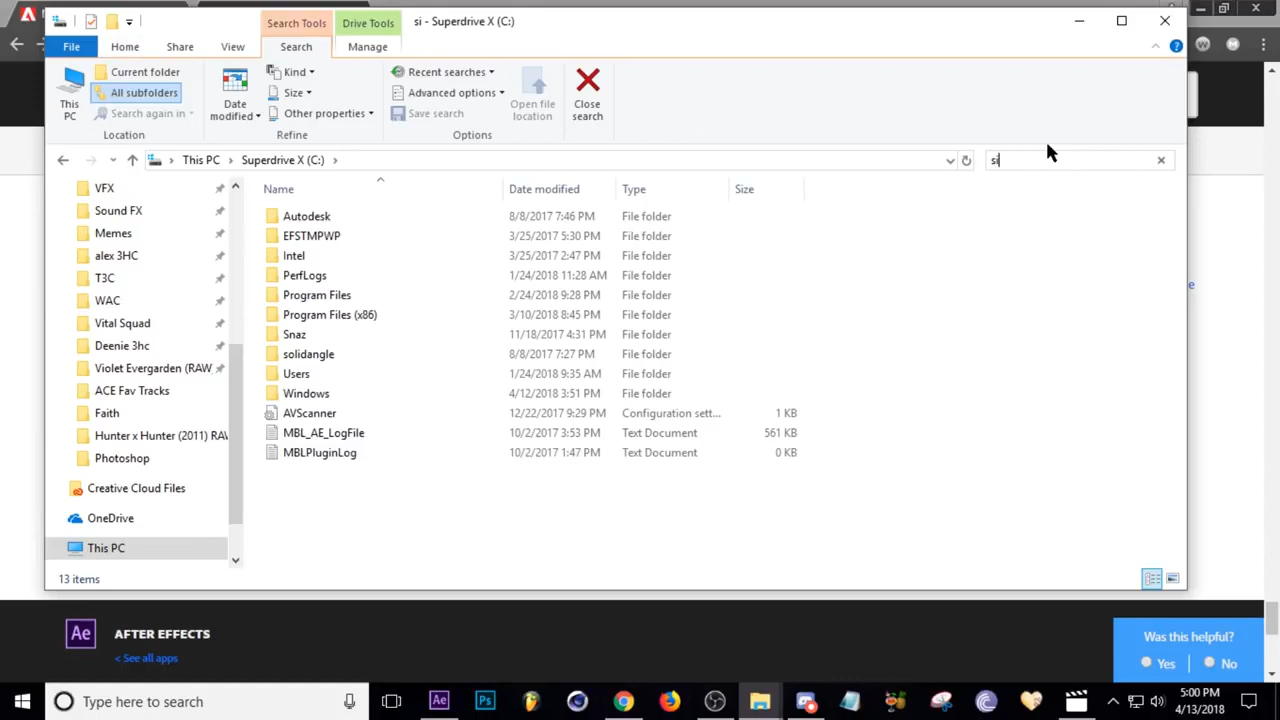 Search Tools
Drive Tools
si - Superdrive X (C:)
File
Home
Share
View
Search
Manage
This PC
Current folder
All subfolders
Search again in
Location
Date modified
Kind
Size
Other properties
Refine
Recent searches
Advanced options
Save search
Open file location
Options
Close search
This PC
Superdrive X (C:)
si
Name
Date modified
Type
Size
VFX
Sound FX
Memes
alex 3HC
T3C
WAC
Vital Squad
Deenie 3hc
Violet Evergarden (RAW
ACE Fav Tracks
Faith
Hunter x Hunter (2011) RAW
Photoshop
Creative Cloud Files
OneDrive
This PC
Autodesk 8/8/2017 7:46 PM File folder
EFSTMPWP 3/25/2017 5:30 PM File folder
Intel 3/25/2017 2:47 PM File folder
PerfLogs 1/24/2018 11:28 AM File folder
Program Files 2/24/2018 9:28 PM File folder
Program Files (x86) 3/10/2018 8:45 PM File folder
Snaz 11/18/2017 4:31 PM File folder
solidangle 8/8/2017 7:27 PM File folder
Users 1/24/2018 9:35 AM File folder
Windows 4/12/2018 3:51 PM File folder
AVScanner 12/22/2017 9:29 PM Configuration sett... 1 KB
MBL_AE_LogFile 10/2/2017 3:53 PM Text Document 561 KB
MBLPluginLog 10/2/2017 1:47 PM Text Document 0 KB
13 items
W
M
e
Ae
AFTER EFFECTS
< See all apps
Was this helpful?
Yes
No
Type here to search
Ae
Ps
5:00 PM
4/13/2018